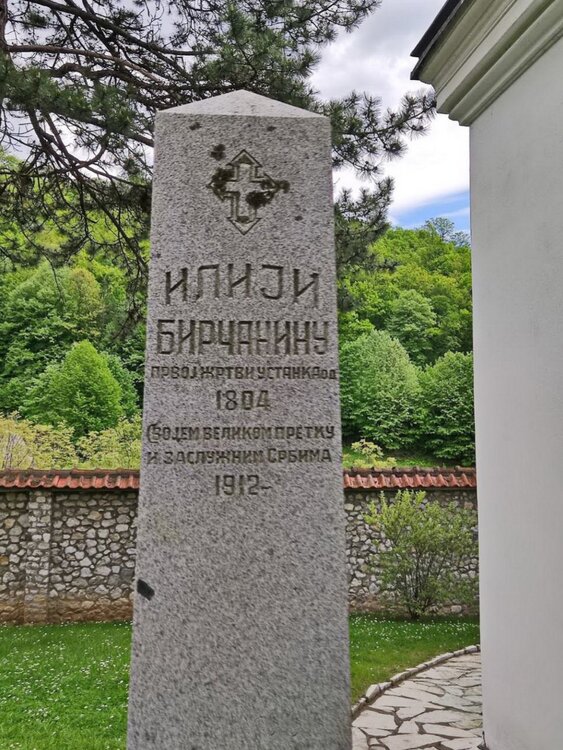 ИЛИЈИ
БИРЧАНИНУ
ПРВОЈ ЖРТВИ УСТАНКА ОД
1804
СВОЈЕМ ВЕЛИКОМ ПРЕТКУ
И ЗАСЛУЖНИМ СРБИМА
1912-